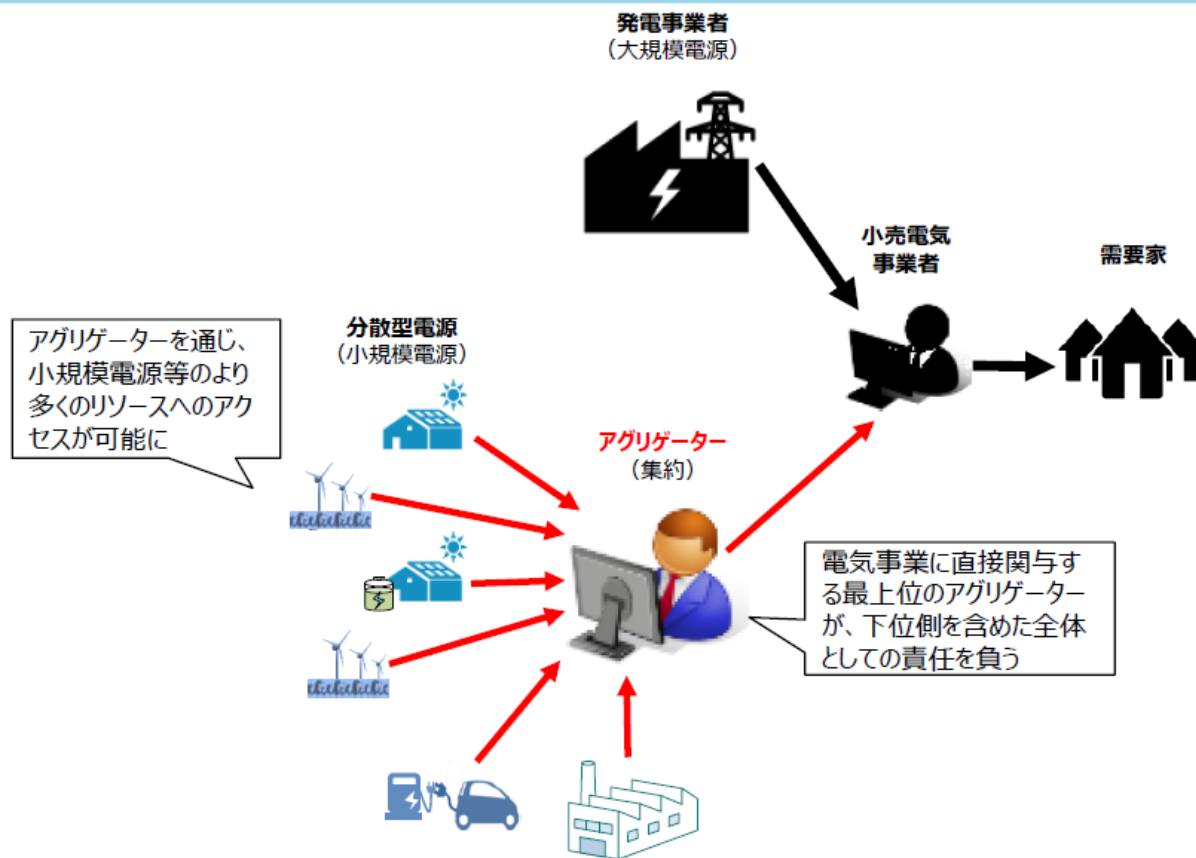 発電事業者
（大規模電源）
小売電気
事業者
需要家
分散型電源
（小規模電源）
アグリゲーターを通じ、
小規模電源等のより
多くのリソースへのアク
セスが可能に
アグリゲーター
（集約）
電気事業に直接関与す
る最上位のアグリゲーター
が、下位側を含めた全体
としての責任を負う